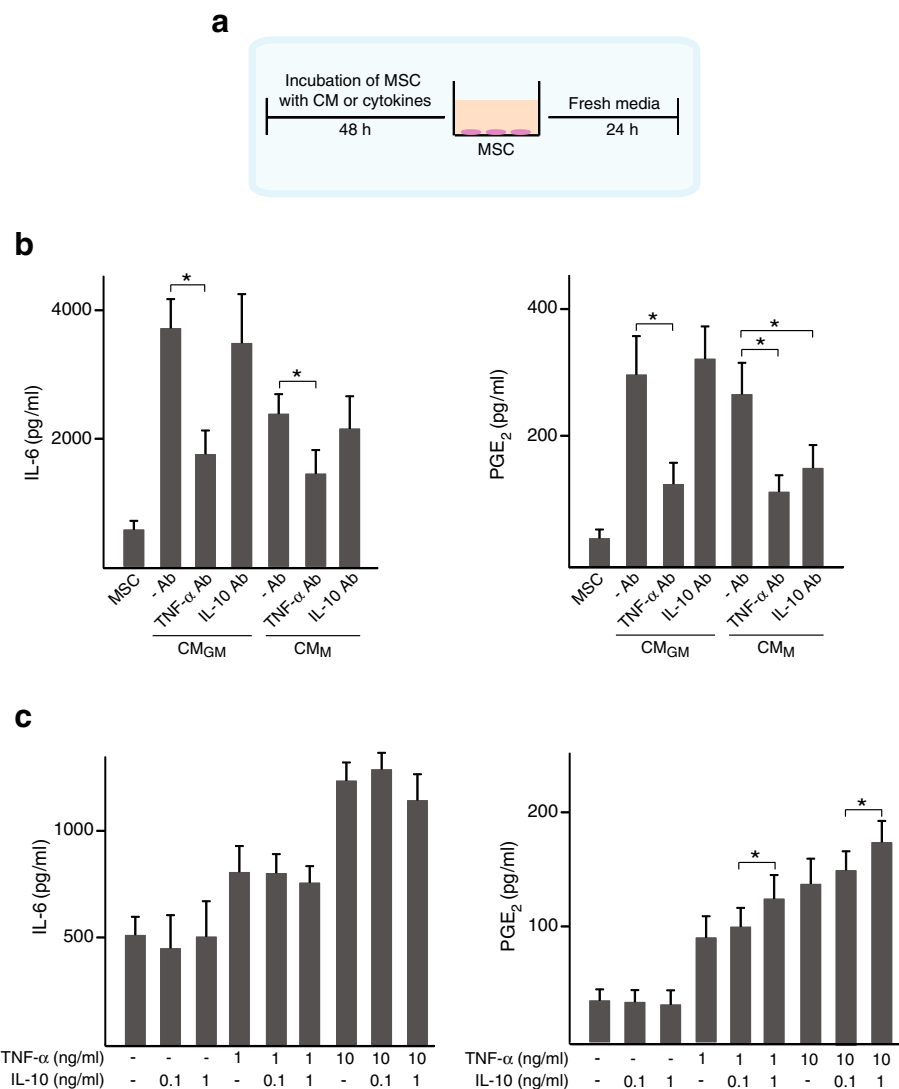 a
Incubation of MSC
with CM or cytokines
48 h
MSC
Fresh media
24 h
b
IL-6 (pg/ml)
4000
2000
*
*
MSC
- Ab
TNF-α Ab
IL-10 Ab
- Ab
TNF-α Ab
IL-10 Ab
CMGM
CMM
PGE2 (pg/ml)
400
200
*
*
*
MSC
- Ab
TNF-α Ab
IL-10 Ab
- Ab
TNF-α Ab
IL-10 Ab
CMGM
CMM
c
IL-6 (pg/ml)
1000
500
TNF-α (ng/ml) - - - 1 1 1 10 10 10
IL-10 (ng/ml) - 0.1 1 - 0.1 1 - 0.1 1
PGE2 (pg/ml)
200
100
*
*
TNF-α (ng/ml) - - - 1 1 1 10 10 10
IL-10 (ng/ml) - 0.1 1 - 0.1 1 - 0.1 1